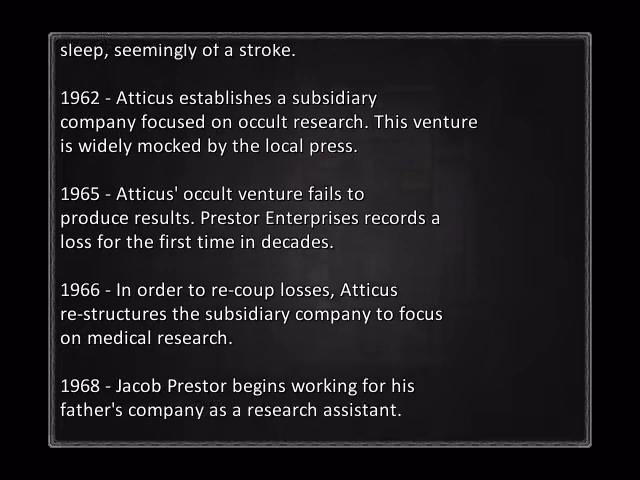 sleep, seemingly of a stroke.
1962 - Atticus establishes a subsidiary
company focused on occult research. This venture
is widely mocked by the local press.
1965 - Atticus' occult venture fails to
produce results. Prestor Enterprises records a
loss for the first time in decades.
1966 - In order to re-coup losses, Atticus
re-structures the subsidiary company to focus
on medical research.
1968 - Jacob Prestor begins working for his
father's company as a research assistant.